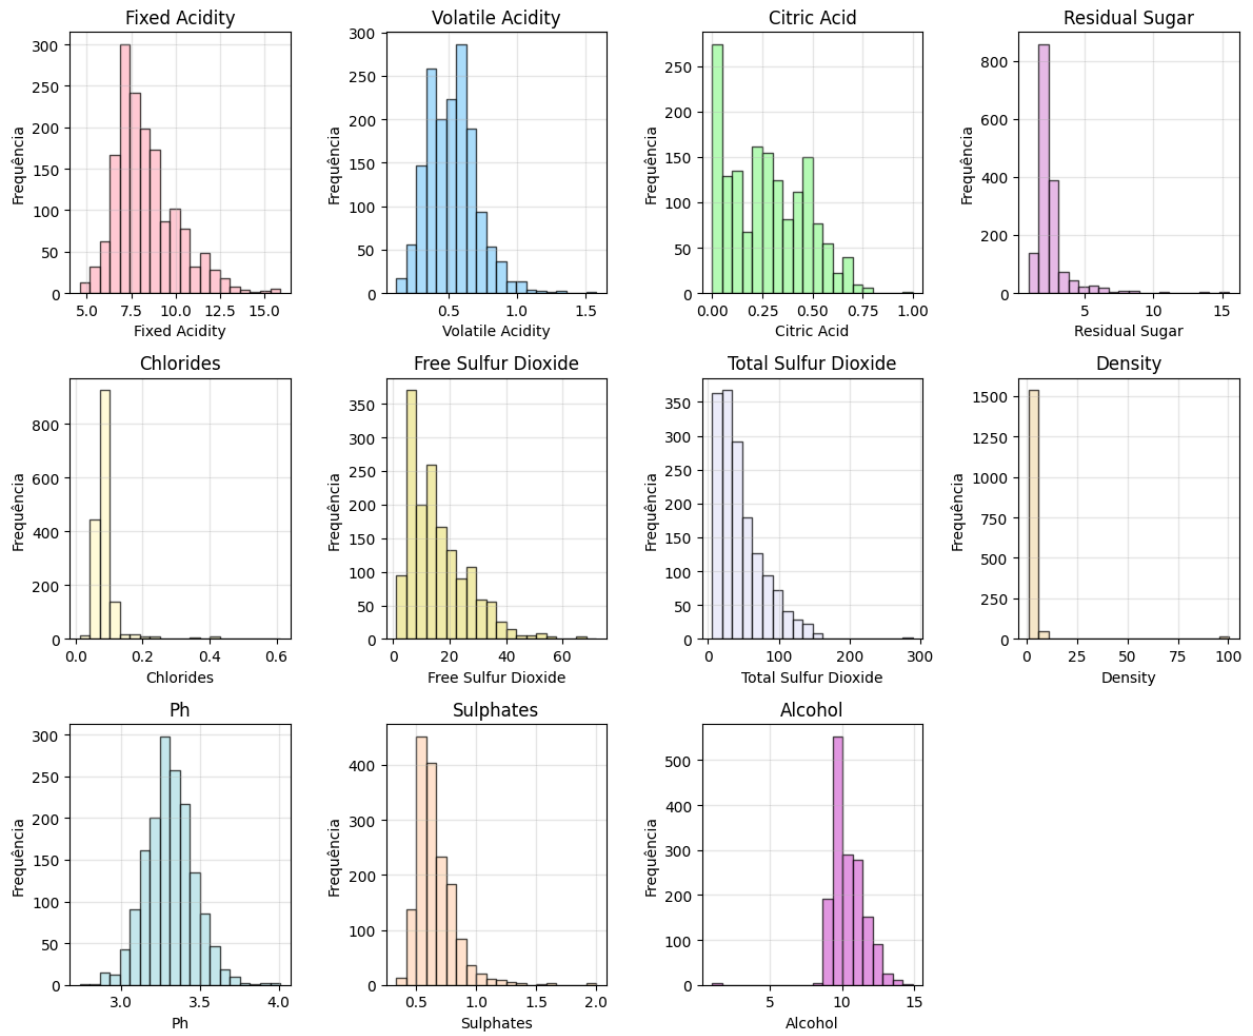 Fixed Acidity
Volatile Acidity
Citric Acid
Residual Sugar
300
250
200
150
100
50
0
Frequência
5.0 7.5 10.0 12.5 15.0
Fixed Acidity
300
250
200
150
100
50
0
Frequência
0.5 1.0 1.5
Volatile Acidity
250
200
150
100
50
0
Frequência
0.00 0.25 0.50 0.75 1.00
Citric Acid
800
600
400
200
0
Frequência
5 10 15
Residual Sugar
Chlorides
Free Sulfur Dioxide
Total Sulfur Dioxide
Density
800
600
400
200
0
Frequência
0.0 0.2 0.4 0.6
Chlorides
350
300
250
200
150
100
50
0
Frequência
0 20 40 60
Free Sulfur Dioxide
350
300
250
200
150
100
50
0
Frequência
0 100 200 300
Total Sulfur Dioxide
1500
1250
1000
750
500
250
0
Frequência
0 25 50 75 100
Density
Ph
Sulphates
Alcohol
300
250
200
150
100
50
0
Frequência
3.0 3.5 4.0
Ph
400
300
200
100
0
Frequência
0.5 1.0 1.5 2.0
Sulphates
500
400
300
200
100
0
Frequência
5 10 15
Alcohol